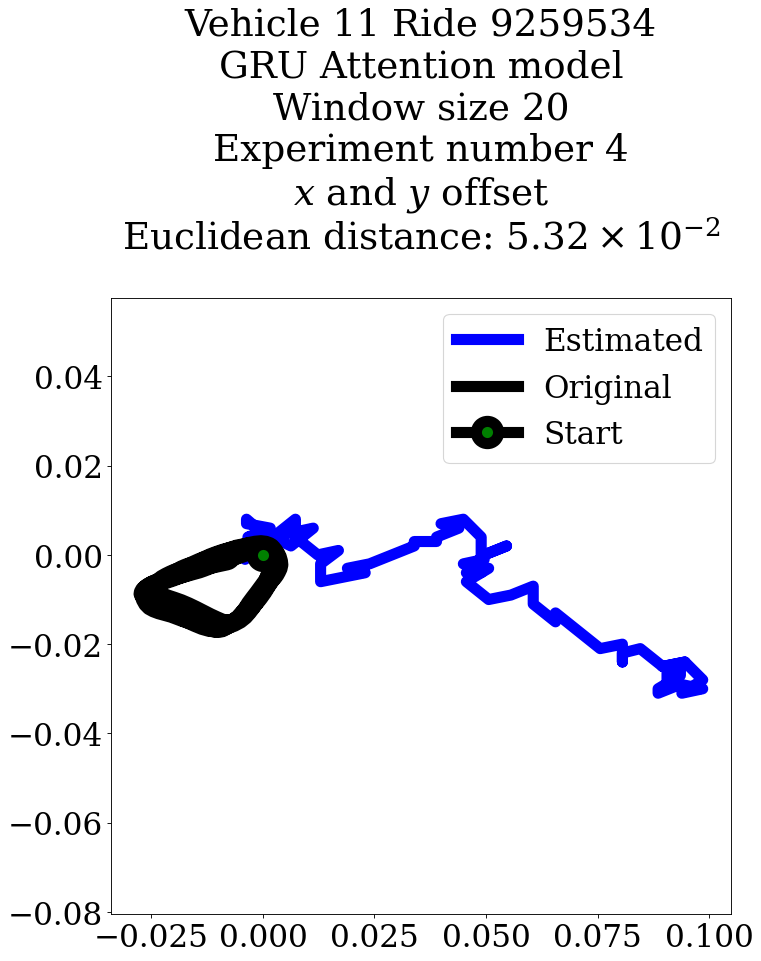 Vehicle 11 Ride 9259534
GRU Attention model
Window size 20
Experiment number 4
x and y offset
Euclidean distance: 5.32 × 10⁻²
Estimated
Original
Start
0.04
0.02
0.00
−0.02
−0.04
−0.06
−0.08
−0.025 0.000 0.025 0.050 0.075 0.100